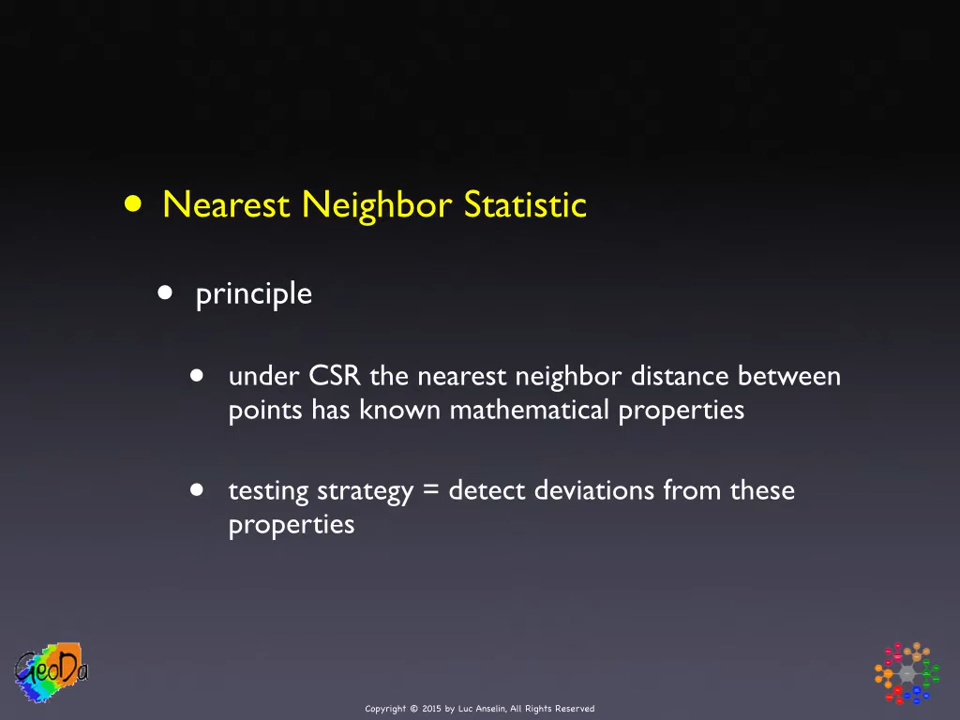 • Nearest Neighbor Statistic
• principle
• under CSR the nearest neighbor distance between
points has known mathematical properties
• testing strategy = detect deviations from these
properties
GeoDa
Copyright © 2015 by Luc Anselin, All Rights Reserved